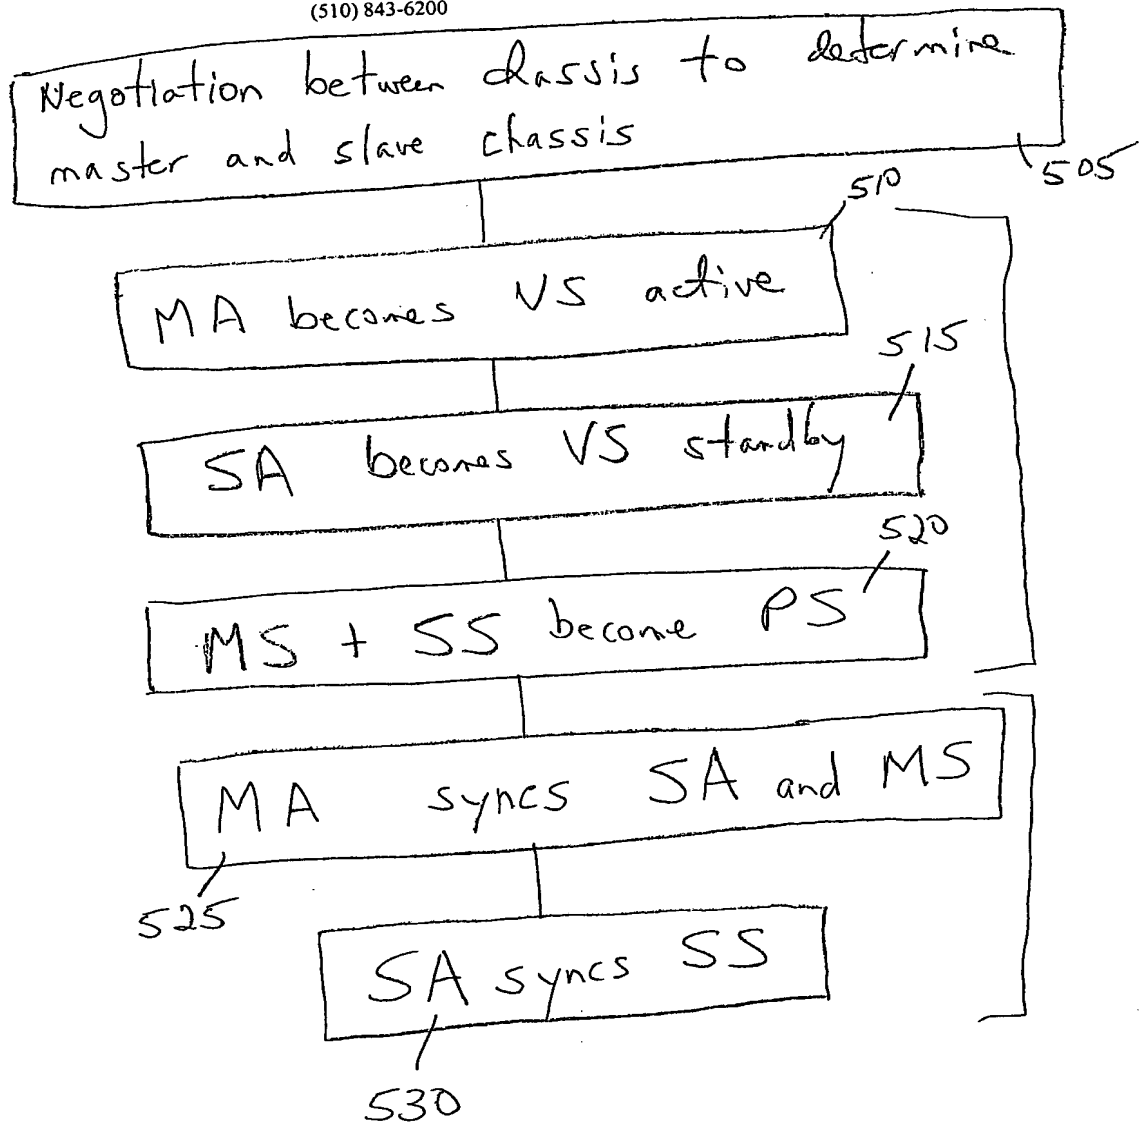 (510) 843-6200
Negotiation between chassis to determine
master and slave chassis
505
510
MA becomes VS active
515
SA becomes VS standby
520
MS + SS become PS
MA syncs SA and MS
525
SA syncs SS
530